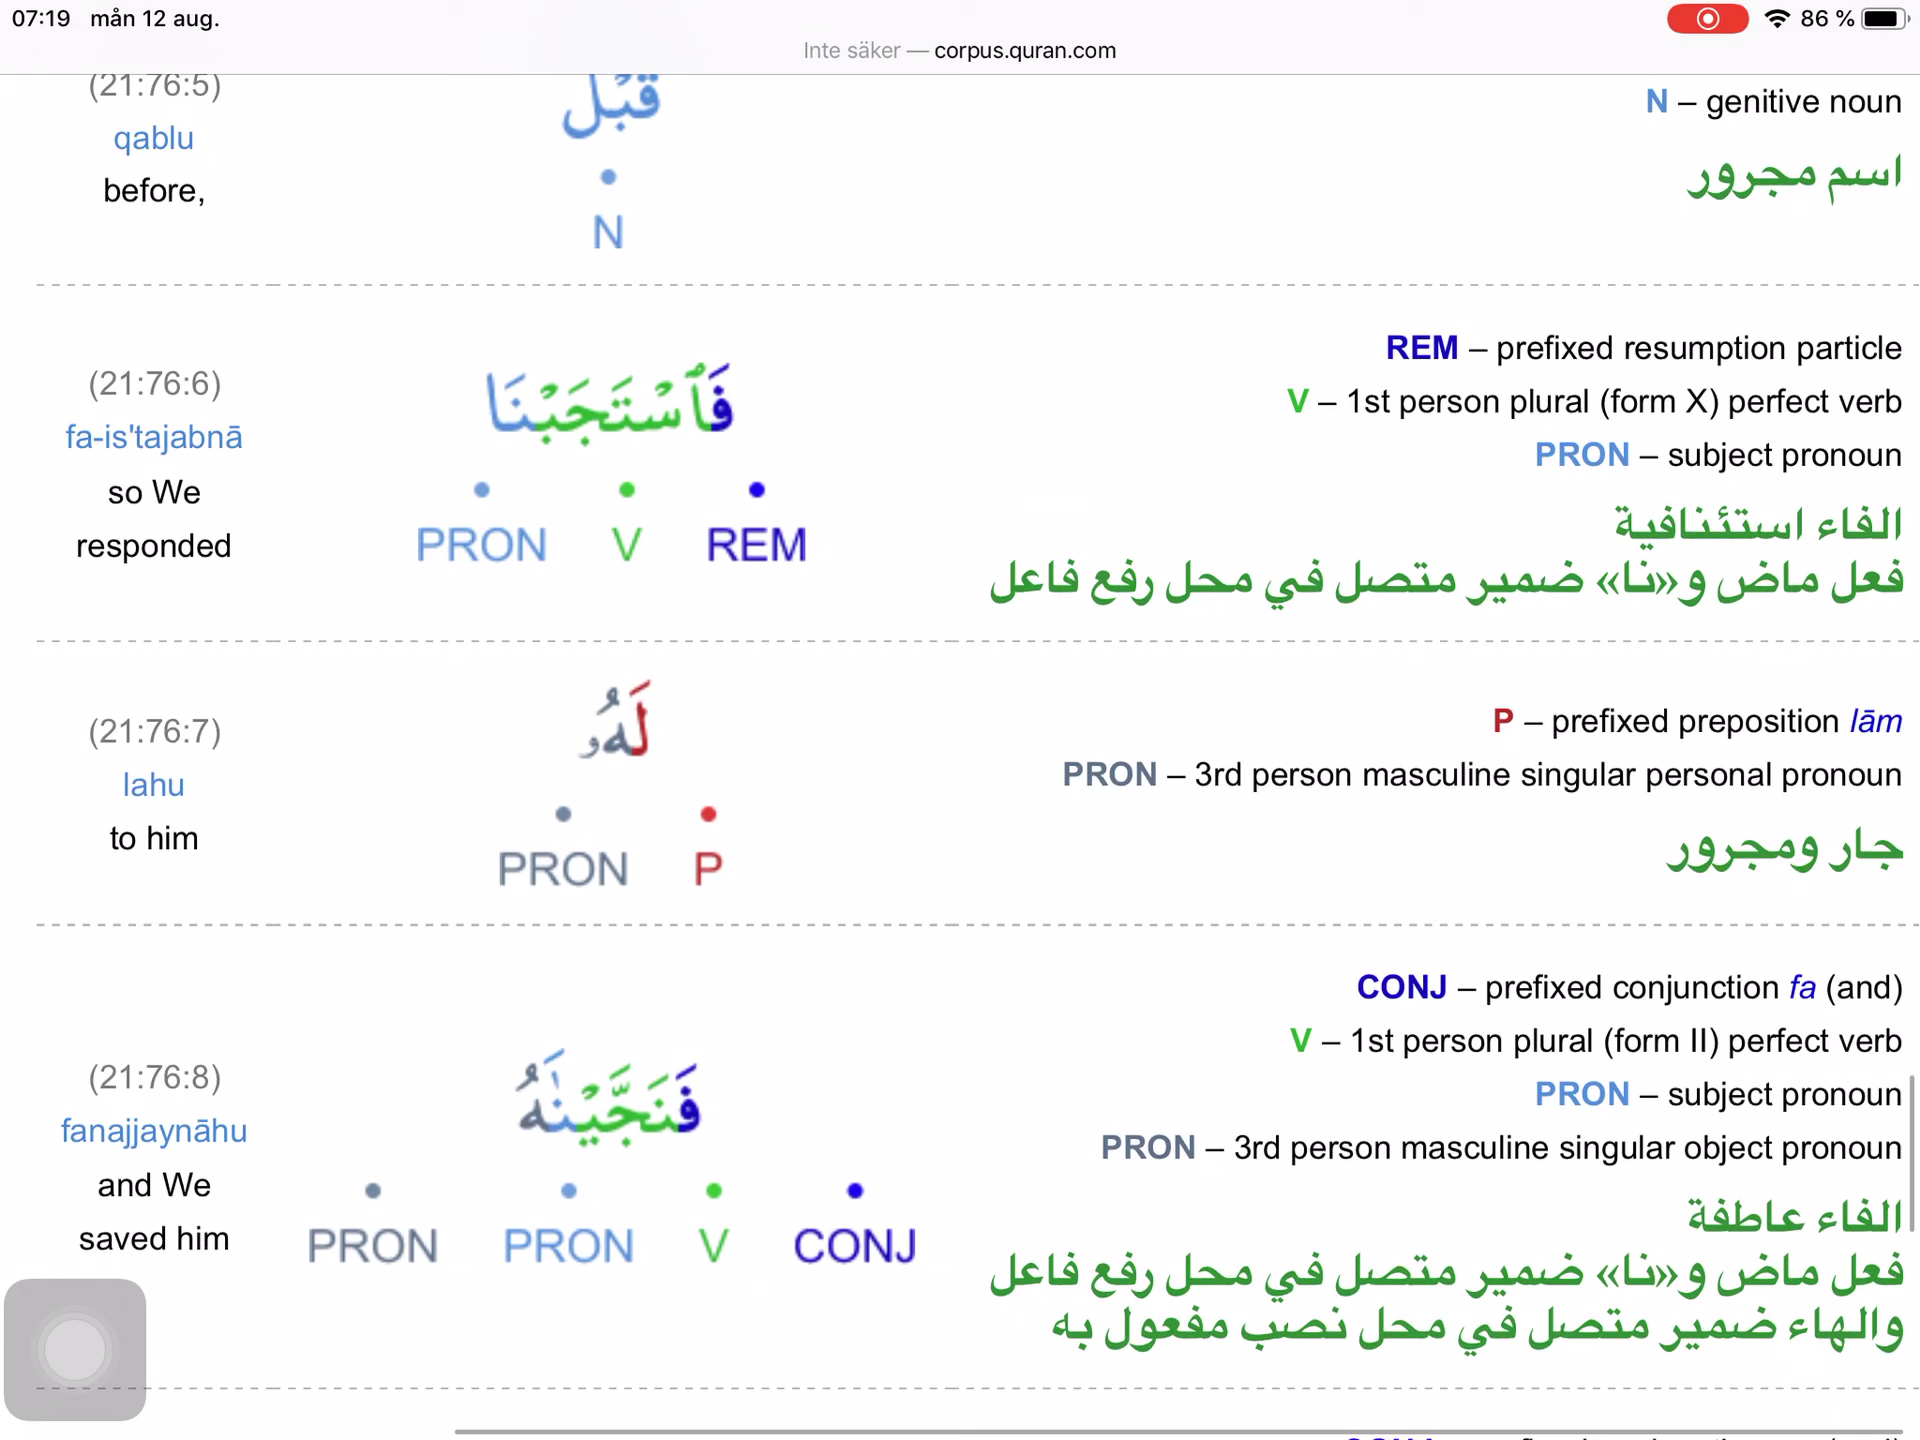 07:19 mån 12 aug.
86 %
Inte säker — corpus.quran.com
(21:76:5)
qablu
before,
قَبْلُ
N
N – genitive noun
اسم مجرور
(21:76:6)
fa-is'tajabnā
so We
responded
فَٱسْتَجَبْنَا
PRON V REM
REM – prefixed resumption particle
V – 1st person plural (form X) perfect verb
PRON – subject pronoun
الفاء استئنافية
فعل ماض و«نا» ضمير متصل في محل رفع فاعل
(21:76:7)
lahu
to him
لَهُۥ
PRON P
P – prefixed preposition lām
PRON – 3rd person masculine singular personal pronoun
جار ومجرور
(21:76:8)
fanajjaynāhu
and We
saved him
فَنَجَّيْنَٰهُ
PRON PRON V CONJ
CONJ – prefixed conjunction fa (and)
V – 1st person plural (form II) perfect verb
PRON – subject pronoun
PRON – 3rd person masculine singular object pronoun
الفاء عاطفة
فعل ماض و«نا» ضمير متصل في محل رفع فاعل
والهاء ضمير متصل في محل نصب مفعول به